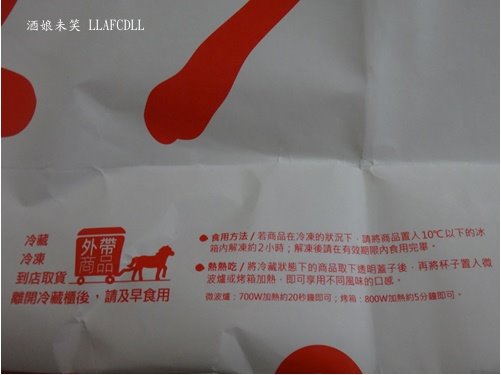 酒娘未笑 LLAFCDLL
冷藏
冷凍
到店取貨
外帶
商品
離開冷藏櫃後，請及早食用
食用方法/若商品在冷凍的狀況下，請將商品置入10℃以下的冰
箱內解凍約2小時；解凍後請在有效期限內食用完畢。
熱熱吃/將冷藏狀態下的商品取下透明蓋子後，再將杯子置入微
波爐或烤箱加熱，即可享用不同風味的口感。
微波爐：700W加熱約20秒鐘即可；烤箱：800W加熱約5分鐘即可。